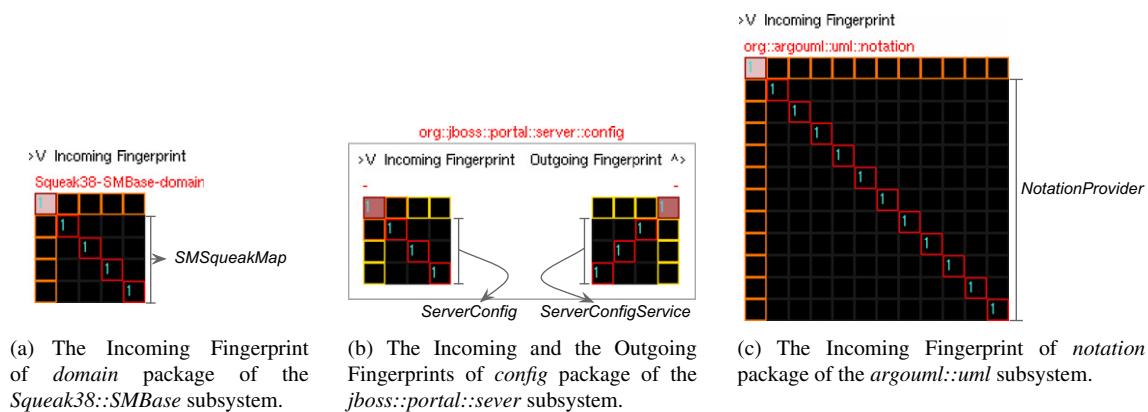 >V Incoming Fingerprint
Squeak38-SMBase-domain
1
1
1
1
1
SMSqueakMap
(a) The Incoming Fingerprint
of domain package of the
Squeak38::SMBase subsystem.
org::jboss::portal::server::config
>V Incoming Fingerprint Outgoing Fingerprint ^>
- -
1 1
1 1
1 1
1 1
ServerConfig ServerConfigService
(b) The Incoming and the Outgoing
Fingerprints of config package of the
jboss::portal::sever subsystem.
>V Incoming Fingerprint
org::argouml::uml::notation
1
1
1
1
1
1
1
1
1
1
1
1
NotationProvider
(c) The Incoming Fingerprint of notation
package of the argouml::uml subsystem.